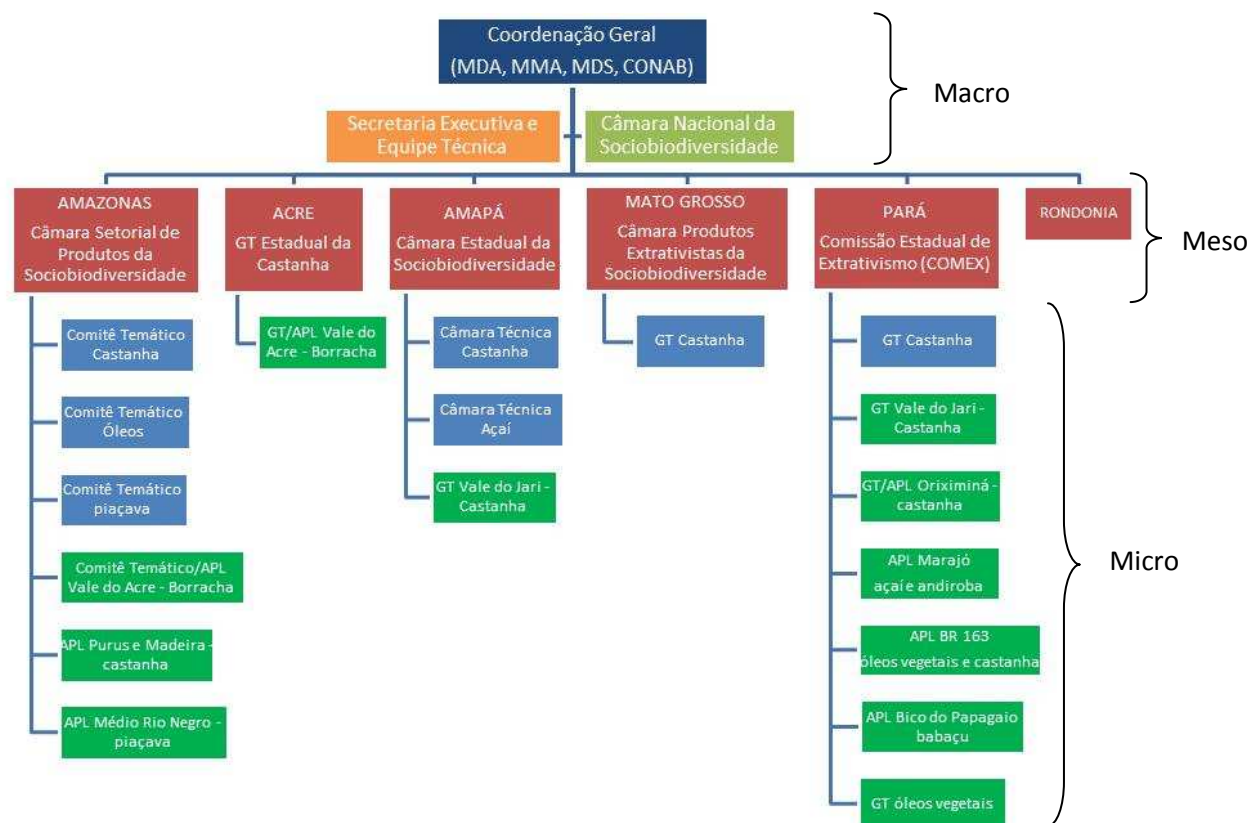 Coordenação Geral
(MDA, MMA, MDS, CONAB)
Macro
Secretaria Executiva e
Equipe Técnica
Câmara Nacional da
Sociobiodiversidade
AMAZONAS
Câmara Setorial de
Produtos da
Sociobiodiversidade
ACRE
GT Estadual da
Castanha
AMAPÁ
Câmara Estadual da
Sociobiodiversidade
MATO GROSSO
Câmara Produtos
Extrativistas da
Sociobiodiversidade
PARÁ
Comissão Estadual de
Extrativismo (COMEX)
RONDONIA
Meso
Comitê Temático
Castanha
Comitê Temático
Óleos
Comitê Temático
piaçava
Comitê Temático/APL
Vale do Acre - Borracha
APL Purus e Madeira -
castanha
APL Médio Rio Negro -
piaçava
GT/APL Vale do
Acre - Borracha
Câmara Técnica
Castanha
Câmara Técnica
Açaí
GT Vale do Jari -
Castanha
GT Castanha
GT Castanha
GT Vale do Jari -
Castanha
GT/APL Oriximiná -
castanha
APL Marajó
açaí e andiroba
APL BR 163
óleos vegetais e castanha
APL Bico do Papagaio
babaçu
GT óleos vegetais
Micro